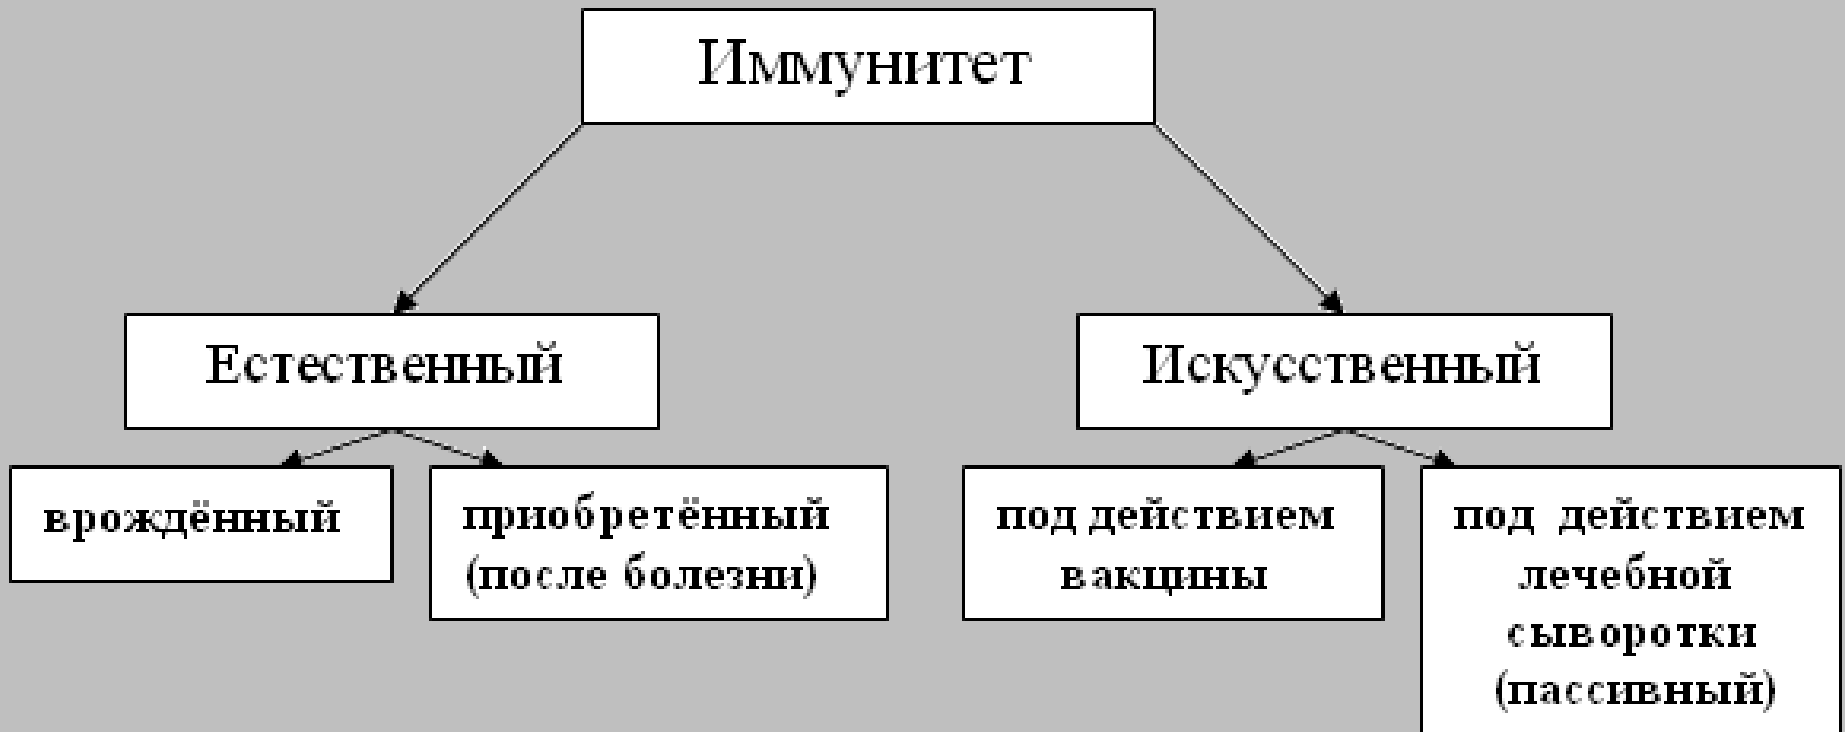 Иммунитет
Естественный
Искусственный
врождённый
приобретённый
(после болезни)
под действием
вакцины
под действием
лечебной
сыворотки
(пассивный)